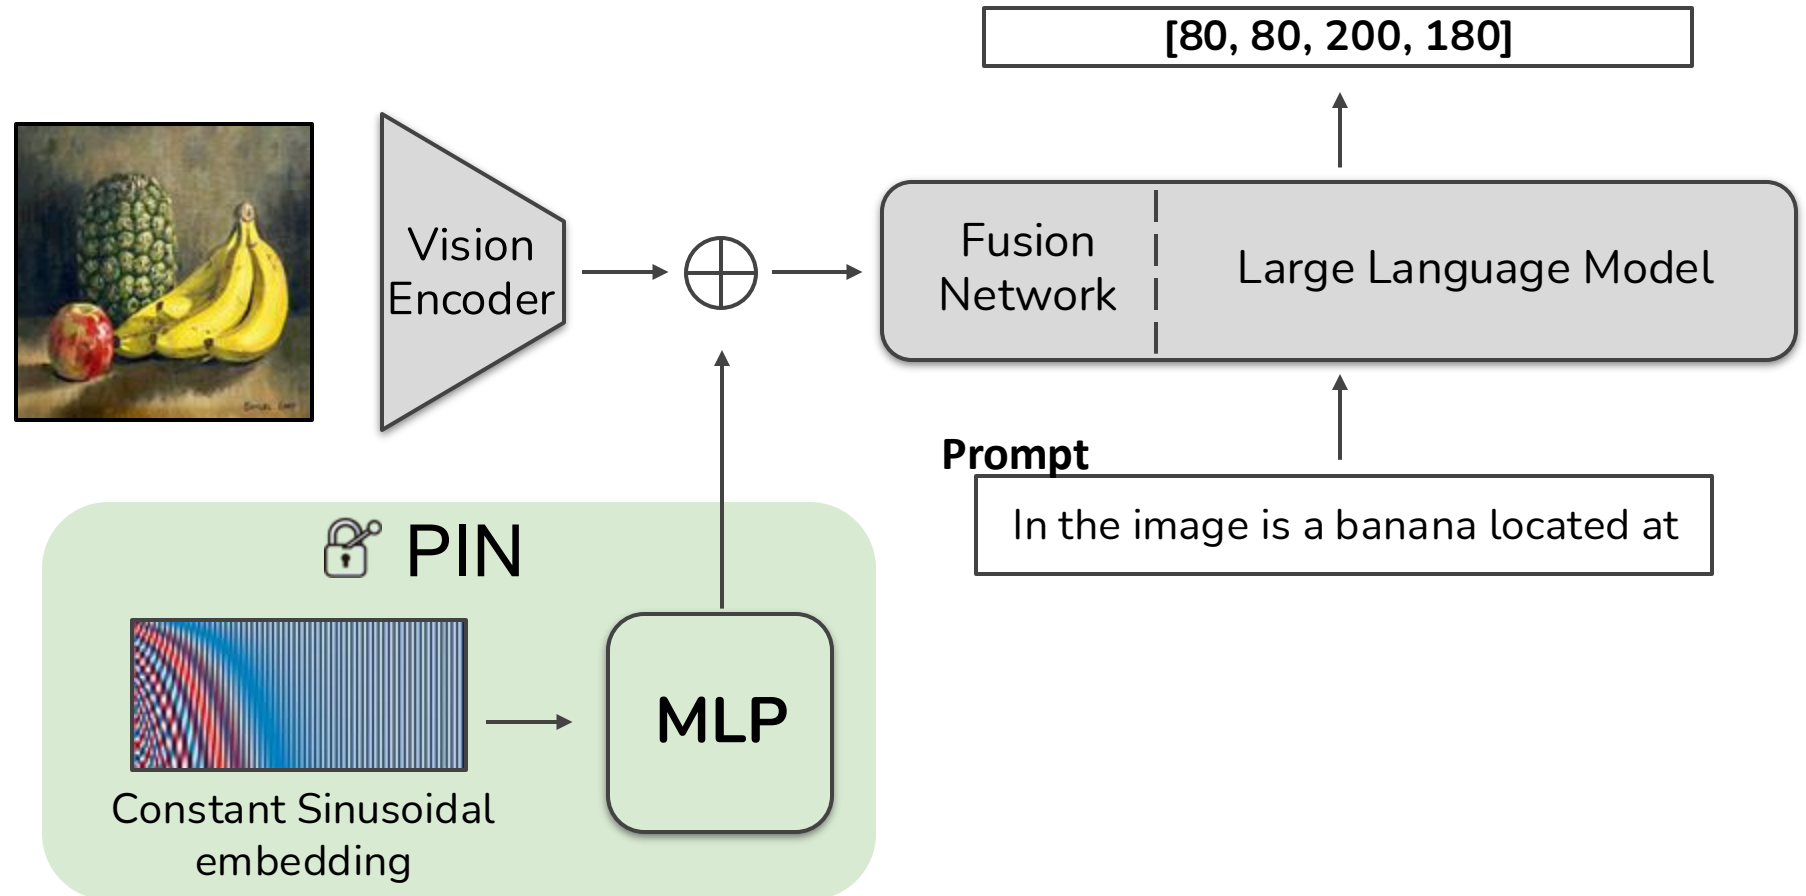 [80, 80, 200, 180]
Vision
Encoder
Fusion
Network
Large Language Model
Prompt
In the image is a banana located at
PIN
MLP
Constant Sinusoidal
embedding